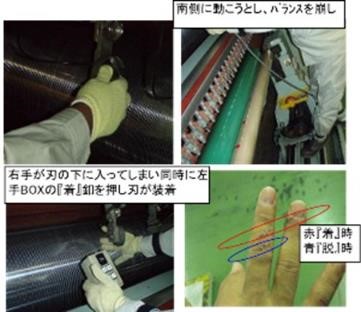 南側に動こうとし、バランスを崩し
右手が刃の下に入ってしまい同時に左
手BOXの『着』釦を押し刃が装着
赤『着』時
青『脱』時